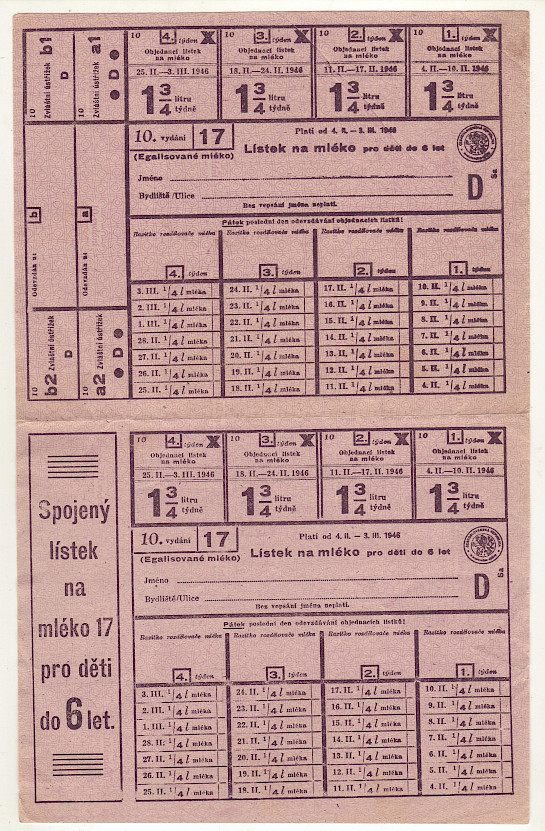 10 4. týden X 10 3. týden X 10 2. týden X 10 1. týden X
Objednací lístek na mléko Objednací lístek na mléko Objednací lístek na mléko Objednací lístek na mléko
25. II.—3. III. 1946 18. II.—24. II. 1946 11. II.—17. II. 1946 4. II.—10. II. 1946
1 3/4 litru týdně 1 3/4 litru týdně 1 3/4 litru týdně 1 3/4 litru týdně
10 Zvláštní ústřižek D b1
10 Zvláštní ústřižek D a1
Odevzdán u: b
Odevzdán u: a
10 b2 Zvláštní ústřižek D
10 a2 Zvláštní ústřižek D
10. vydání 17 Platí od 4. II. — 3. III. 1946
(Egalisované mléko) Lístek na mléko pro děti do 6 let
Jméno
Bydliště/Ulice D Sa
Bez vepsání jména neplatí.
Pátek poslední den odevzdávání objednacích lístků!
Razítko rozdělovače mléka Razítko rozdělovače mléka Razítko rozdělovače mléka Razítko rozdělovače mléka
4. týden 3. týden 2. týden 1. týden
3. III. 1/4 l mléka 24. II. 1/4 l mléka 17. II. 1/4 l mléka 10. II. 1/4 l mléka
2. III. 1/4 l mléka 23. II. 1/4 l mléka 16. II. 1/4 l mléka 9. II. 1/4 l mléka
1. III. 1/4 l mléka 22. II. 1/4 l mléka 15. II. 1/4 l mléka 8. II. 1/4 l mléka
28. II. 1/4 l mléka 21. II. 1/4 l mléka 14. II. 1/4 l mléka 7. II. 1/4 l mléka
27. II. 1/4 l mléka 20. II. 1/4 l mléka 13. II. 1/4 l mléka 6. II. 1/4 l mléka
26. II. 1/4 l mléka 19. II. 1/4 l mléka 12. II. 1/4 l mléka 5. II. 1/4 l mléka
25. II. 1/4 l mléka 18. II. 1/4 l mléka 11. II. 1/4 l mléka 4. II. 1/4 l mléka
Spojený
lístek
na
mléko 17
pro děti
do 6 let.
10 4. týden X 10 3. týden X 10 2. týden X 10 1. týden X
Objednací lístek na mléko Objednací lístek na mléko Objednací lístek na mléko Objednací lístek na mléko
25. II.—3. III. 1946 18. II.—24. II. 1946 11. II.—17. II. 1946 4. II.—10. II. 1946
1 3/4 litru týdně 1 3/4 litru týdně 1 3/4 litru týdně 1 3/4 litru týdně
10. vydání 17 Platí od 4. II. — 3. III. 1946
(Egalisované mléko) Lístek na mléko pro děti do 6 let
Jméno
Bydliště/Ulice D Sa
Bez vepsání jména neplatí.
Pátek poslední den odevzdávání objednacích lístků!
Razítko rozdělovače mléka Razítko rozdělovače mléka Razítko rozdělovače mléka Razítko rozdělovače mléka
4. týden 3. týden 2. týden 1. týden
3. III. 1/4 l mléka 24. II. 1/4 l mléka 17. II. 1/4 l mléka 10. II. 1/4 l mléka
2. III. 1/4 l mléka 23. II. 1/4 l mléka 16. II. 1/4 l mléka 9. II. 1/4 l mléka
1. III. 1/4 l mléka 22. II. 1/4 l mléka 15. II. 1/4 l mléka 8. II. 1/4 l mléka
28. II. 1/4 l mléka 21. II. 1/4 l mléka 14. II. 1/4 l mléka 7. II. 1/4 l mléka
27. II. 1/4 l mléka 20. II. 1/4 l mléka 13. II. 1/4 l mléka 6. II. 1/4 l mléka
26. II. 1/4 l mléka 19. II. 1/4 l mléka 12. II. 1/4 l mléka 5. II. 1/4 l mléka
25. II. 1/4 l mléka 18. II. 1/4 l mléka 11. II. 1/4 l mléka 4. II. 1/4 l mléka